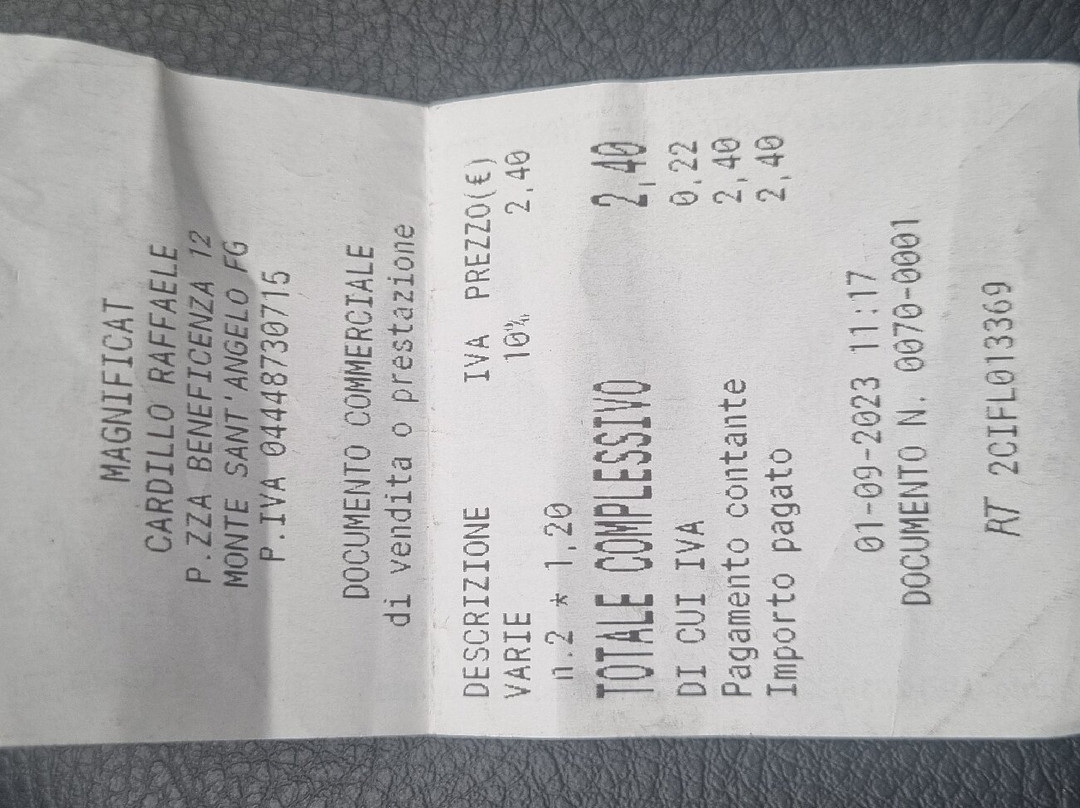 MAGNIFICAT
CARDILLO RAFFAELE
P.ZZA BENEFICENZA 12
MONTE SANT'ANGELO FG
P.IVA 04448730715
DOCUMENTO COMMERCIALE
di vendita o prestazione
DESCRIZIONE IVA PREZZO(€)
VARIE 10% 2,40
n.2 * 1,20
TOTALE COMPLESSIVO 2,40
DI CUI IVA 0,22
Pagamento contante 2,40
Importo pagato 2,40
01-09-2023 11:17
DOCUMENTO N. 0070-0001
RT 2CIFL013369